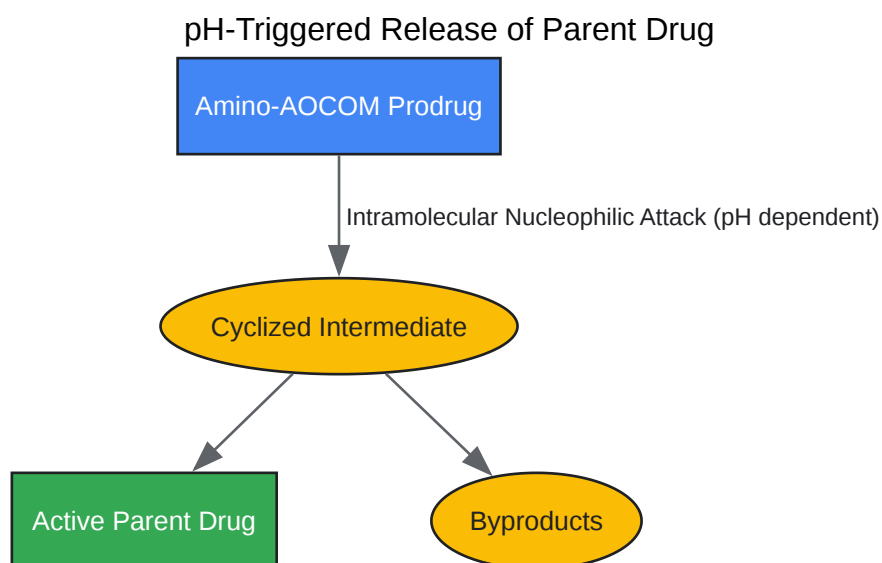 pH-Triggered Release of Parent Drug
Amino-AOCOM Prodrug
Intramolecular Nucleophilic Attack (pH dependent)
Cyclized Intermediate
Active Parent Drug
Byproducts